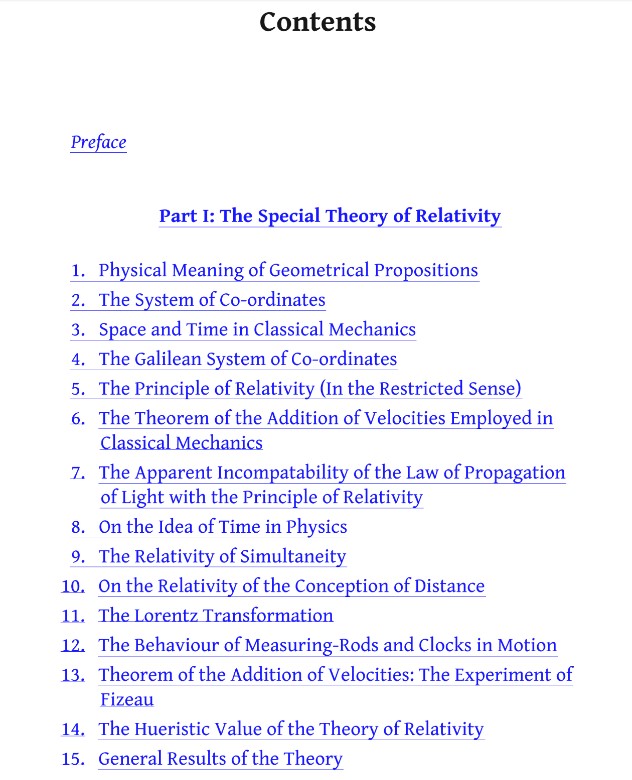 Contents
Preface
Part I: The Special Theory of Relativity
1. Physical Meaning of Geometrical Propositions
2. The System of Co-ordinates
3. Space and Time in Classical Mechanics
4. The Galilean System of Co-ordinates
5. The Principle of Relativity (In the Restricted Sense)
6. The Theorem of the Addition of Velocities Employed in
Classical Mechanics
7. The Apparent Incompatability of the Law of Propagation
of Light with the Principle of Relativity
8. On the Idea of Time in Physics
9. The Relativity of Simultaneity
10. On the Relativity of the Conception of Distance
11. The Lorentz Transformation
12. The Behaviour of Measuring-Rods and Clocks in Motion
13. Theorem of the Addition of Velocities: The Experiment of
Fizeau
14. The Hueristic Value of the Theory of Relativity
15. General Results of the Theory